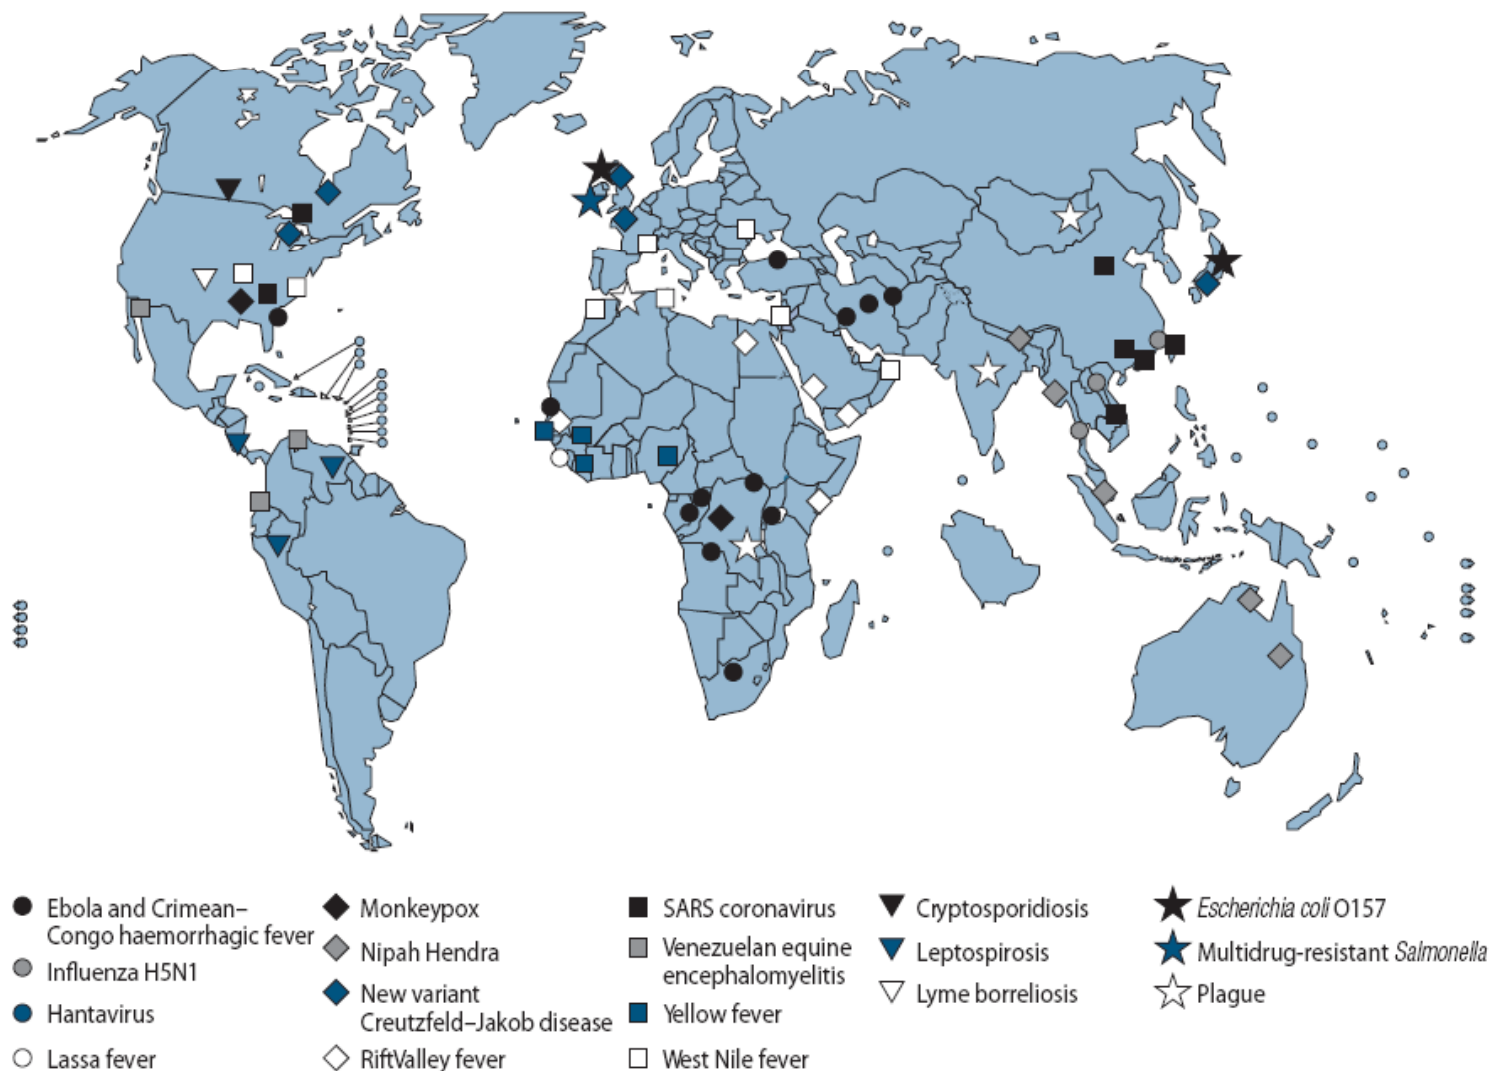 Ebola and Crimean–
Congo haemorrhagic fever
Influenza H5N1
Hantavirus
Lassa fever
Monkeypox
Nipah Hendra
New variant
Creutzfeld–Jakob disease
RiftValley fever
SARS coronavirus
Venezuelan equine
encephalomyelitis
Yellow fever
West Nile fever
Cryptosporidiosis
Leptospirosis
Lyme borreliosis
Escherichia coli O157
Multidrug-resistant Salmonella
Plague